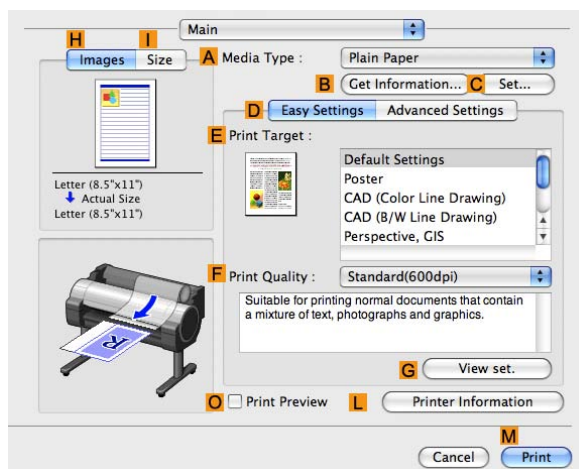 Main
H
I
Images
Size
A
Media Type :
Plain Paper
B
Get Information...
C
Set...
D
Easy Settings
Advanced Settings
E
Print Target :
Default Settings
Poster
CAD (Color Line Drawing)
CAD (B/W Line Drawing)
Perspective, GIS
Letter (8.5"x11")
Actual Size
Letter (8.5"x11")
F
Print Quality :
Standard(600dpi)
Suitable for printing normal documents that contain
a mixture of text, photographs and graphics.
R
G
View set.
O
Print Preview
L
Printer Information
M
Cancel
Print